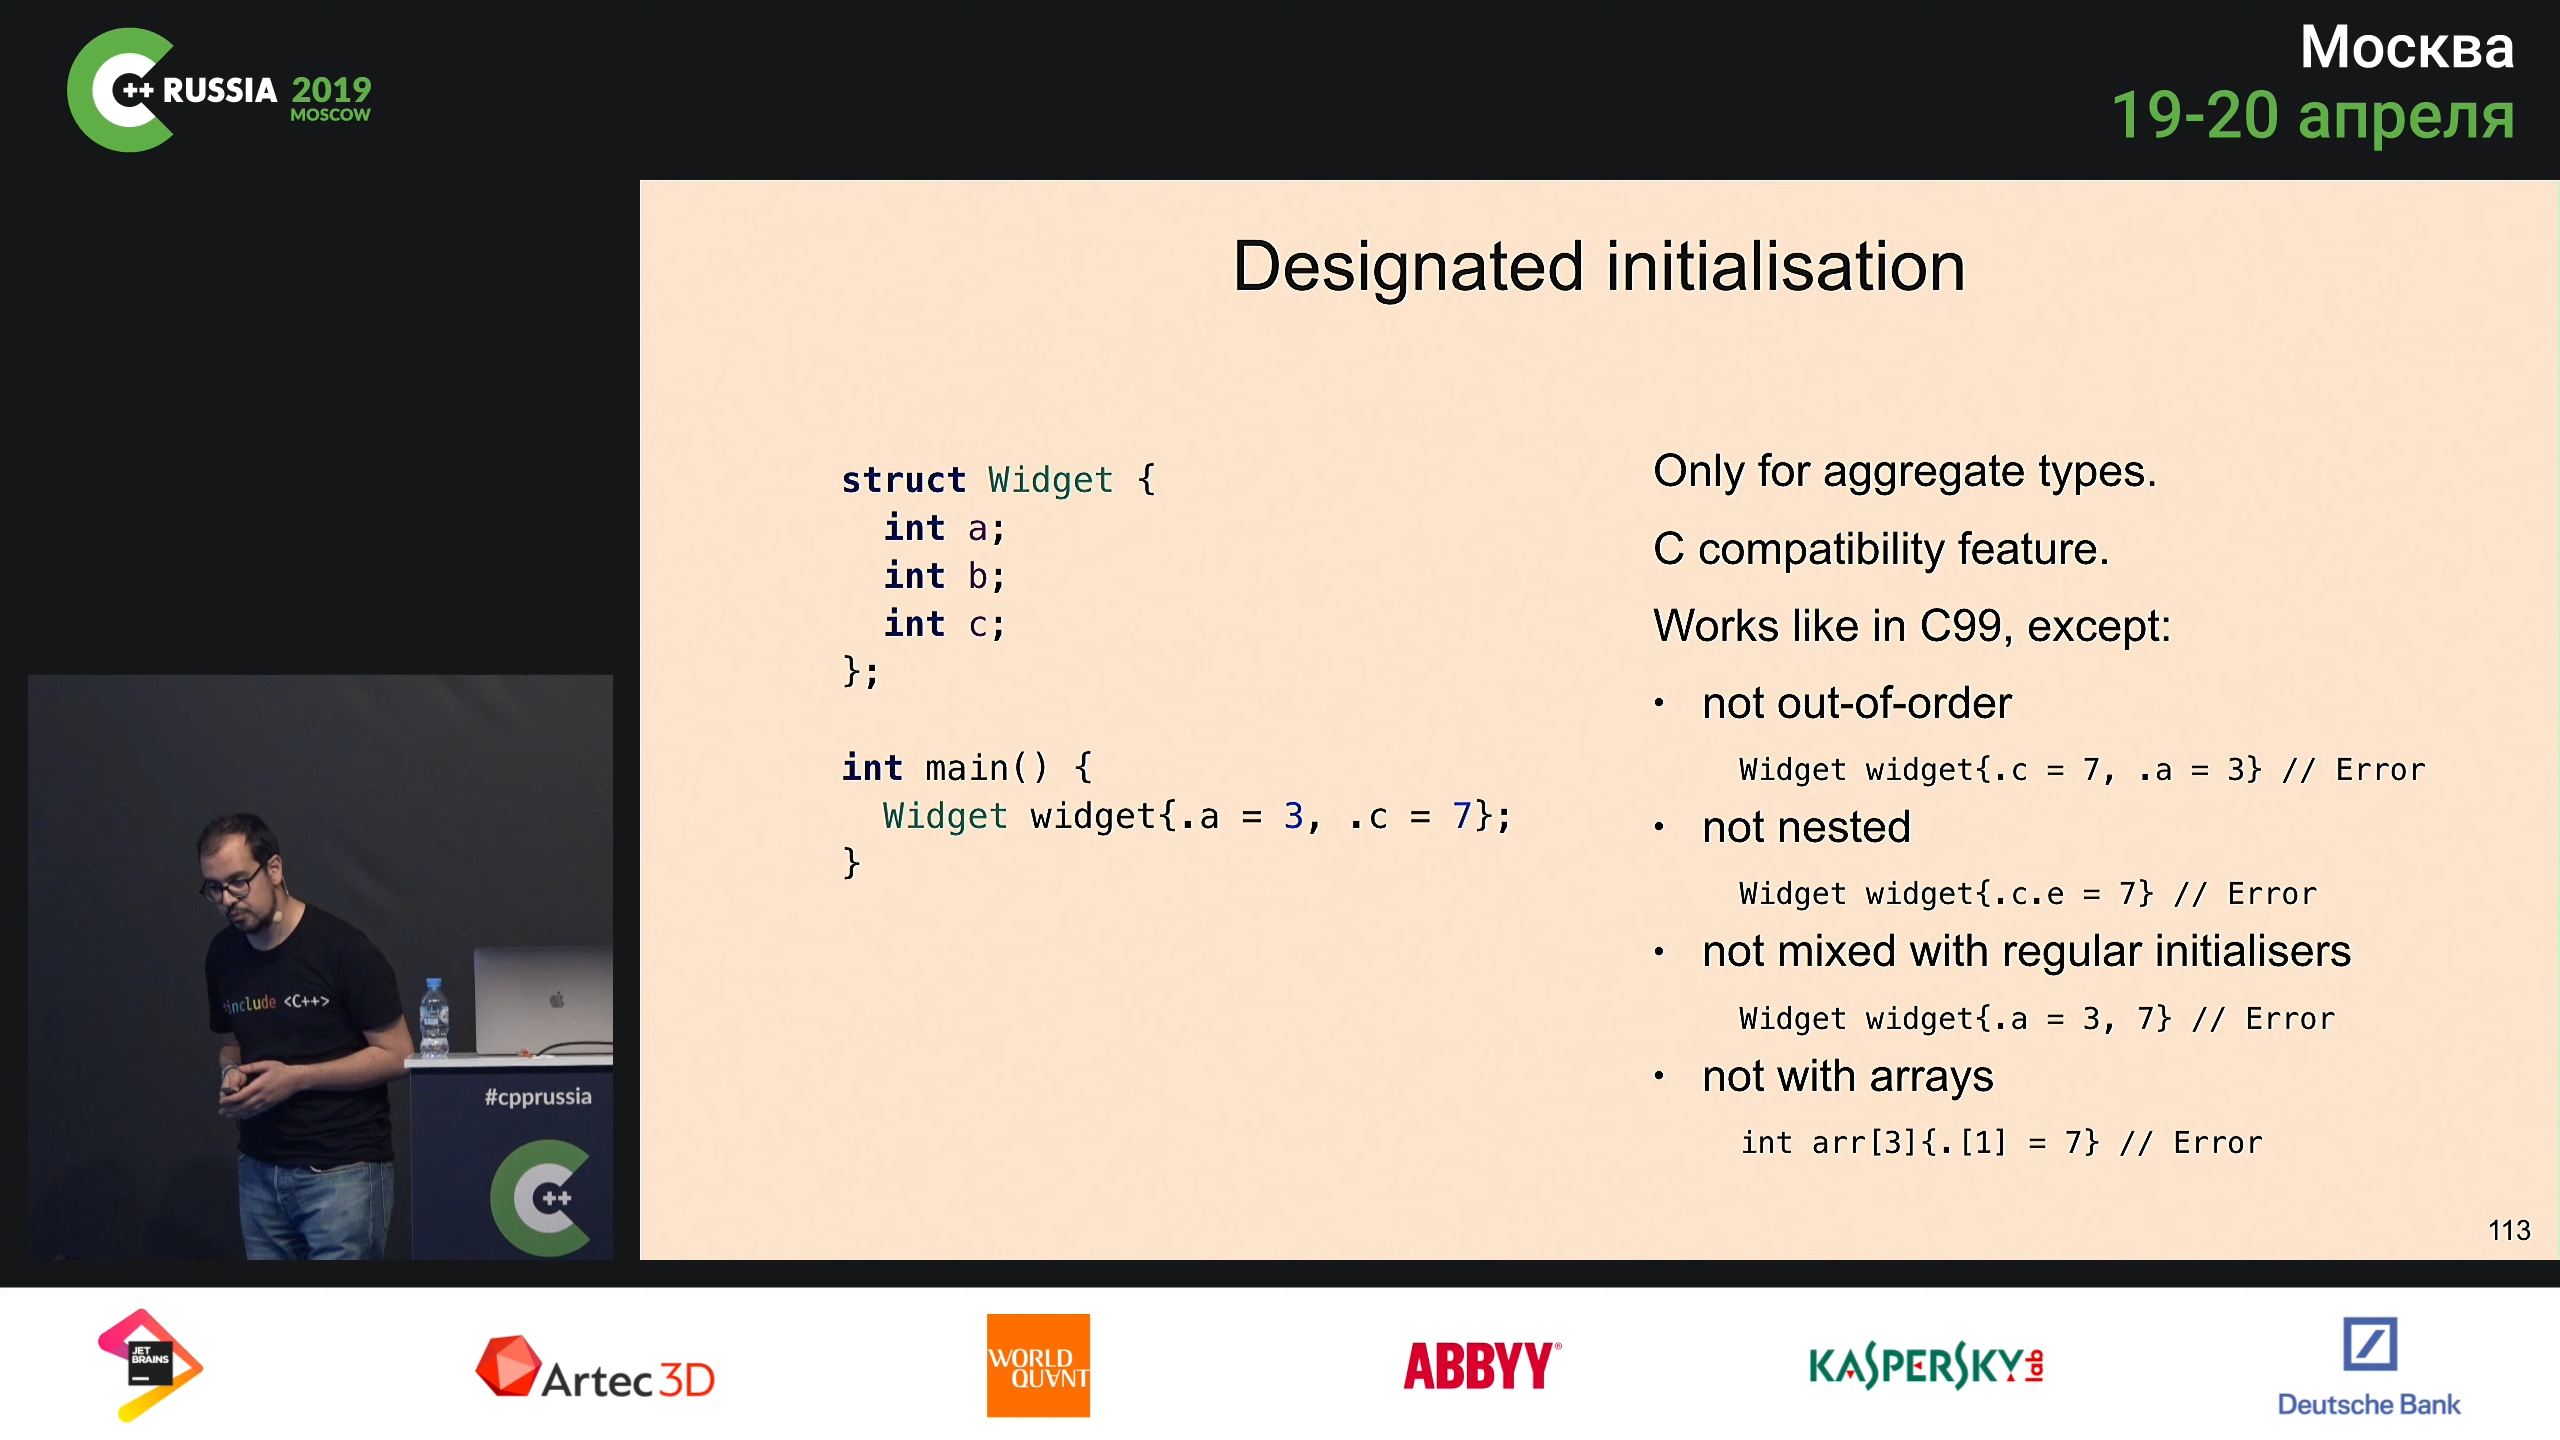 C++ RUSSIA 2019
MOSCOW
Москва
19-20 апреля
Designated initialisation
struct Widget {
int a;
int b;
int c;
};
int main() {
Widget widget{.a = 3, .c = 7};
}
Only for aggregate types.
C compatibility feature.
Works like in C99, except:
• not out-of-order
Widget widget{.c = 7, .a = 3} // Error
• not nested
Widget widget{.c.e = 7} // Error
• not mixed with regular initialisers
Widget widget{.a = 3, 7} // Error
• not with arrays
int arr[3]{.[1] = 7} // Error
113
#include <C++>
#cpprussia
C++
JET
BRAINS
Artec 3D
WORLD
QUANT
ABBYY®
KASPERSKY lab
Deutsche Bank